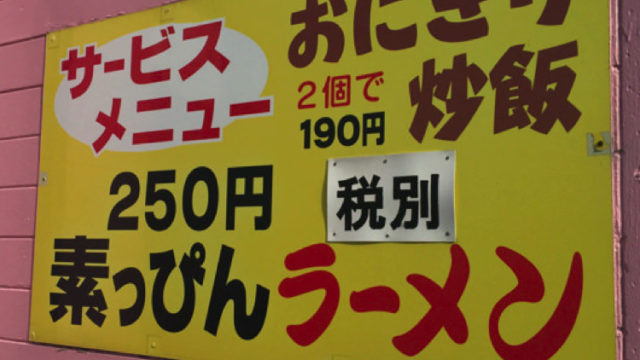 サービス
メニュー
おにぎり
2個で
190円
炒飯
250円
税別
素っぴんラーメン